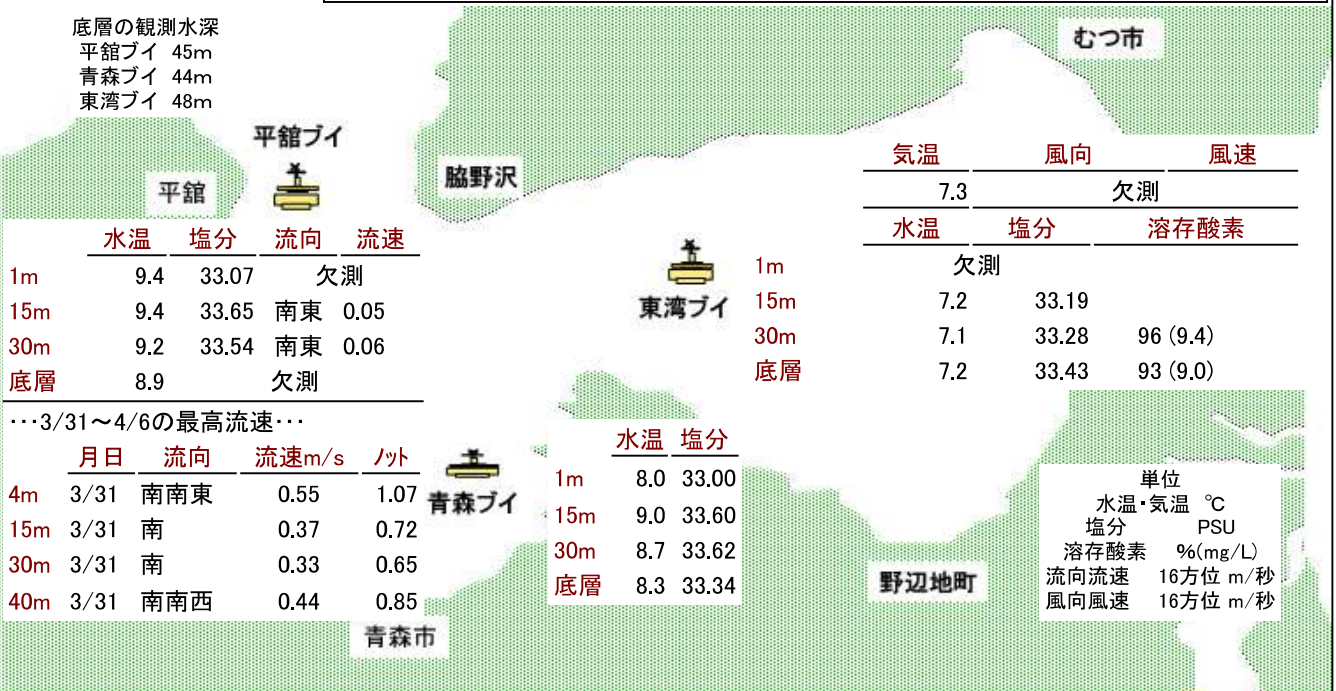 底層の観測水深
平舘ブイ 45m
青森ブイ 44m
東湾ブイ 48m
むつ市
平舘ブイ
脇野沢
平舘
気温 風向 風速
7.3 欠測
水温 塩分 溶存酸素
1m 欠測
15m 7.2 33.19
30m 7.1 33.28 96 (9.4)
底層 7.2 33.43 93 (9.0)
東湾ブイ
水温 塩分 流向 流速
1m 9.4 33.07 欠測
15m 9.4 33.65 南東 0.05
30m 9.2 33.54 南東 0.06
底層 8.9 欠測
…3/31～4/6の最高流速…
月日 流向 流速m/s ノット
4m 3/31 南南東 0.55 1.07
15m 3/31 南 0.37 0.72
30m 3/31 南 0.33 0.65
40m 3/31 南南西 0.44 0.85
青森ブイ
水温 塩分
1m 8.0 33.00
15m 9.0 33.60
30m 8.7 33.62
底層 8.3 33.34
青森市
野辺地町
単位
水温・気温 ℃
塩分 PSU
溶存酸素 %(mg/L)
流向流速 16方位 m/秒
風向風速 16方位 m/秒